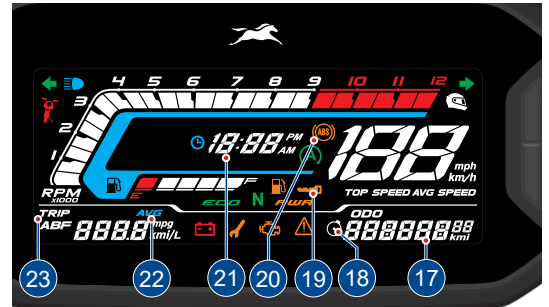 4 5 6 7 8 9 10 11 12
3
2
1
18:88 PM
AM
(ABS)
A
188
mph
km/h
RPM
x1000
E F
ECO N PWR
TOP SPEED AVG SPEED
TRIP
ABF
888.8
AVG
mpg
km/L
ODO
888888.88
kmi
23 22 21 20 19 18 17